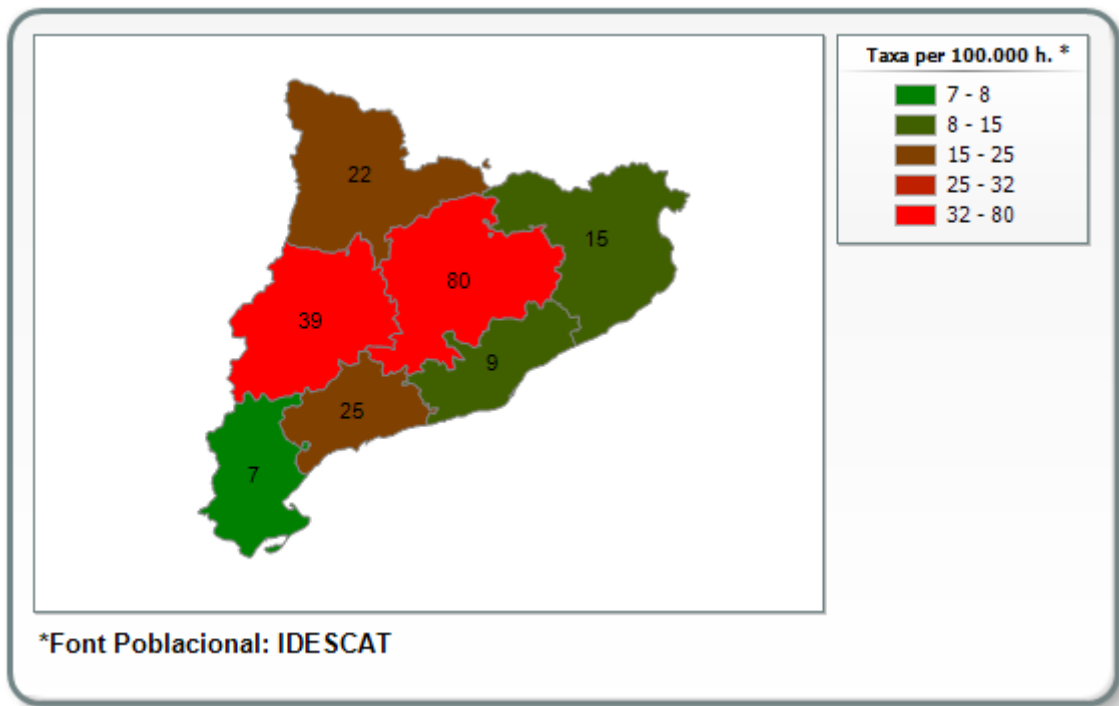 Taxa per 100.000 h. *
7 - 8
8 - 15
15 - 25
25 - 32
32 - 80
22
15
80
39
9
25
7
*Font Poblacional: IDESCAT